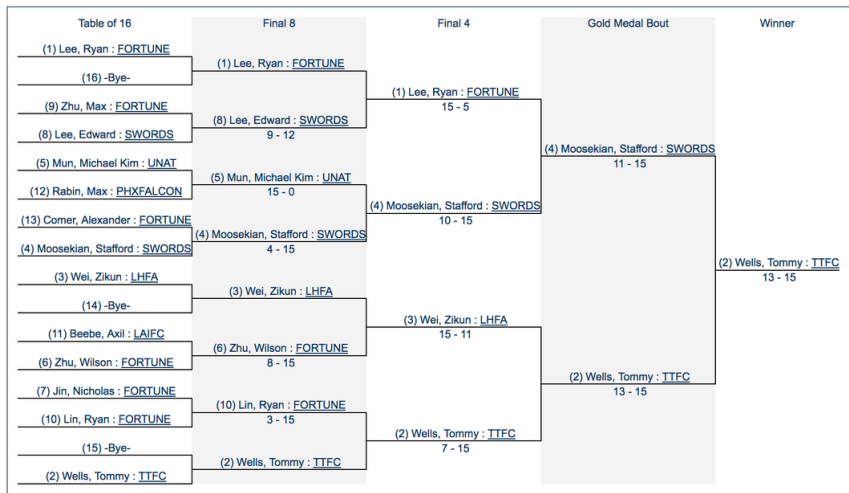 Table of 16
Final 8
Final 4
Gold Medal Bout
Winner
(1) Lee, Ryan : FORTUNE
(16) -Bye-
(9) Zhu, Max : FORTUNE
(8) Lee, Edward : SWORDS
(5) Mun, Michael Kim : UNAT
(12) Rabin, Max : PHXFALCON
(13) Comer, Alexander : FORTUNE
(4) Moosekian, Stafford : SWORDS
(3) Wei, Zikun : LHFA
(14) -Bye-
(11) Beebe, Axil : LAIFC
(6) Zhu, Wilson : FORTUNE
(7) Jin, Nicholas : FORTUNE
(10) Lin, Ryan : FORTUNE
(15) -Bye-
(2) Wells, Tommy : TTFC
(1) Lee, Ryan : FORTUNE
(8) Lee, Edward : SWORDS
9 - 12
(5) Mun, Michael Kim : UNAT
15 - 0
(4) Moosekian, Stafford : SWORDS
4 - 15
(3) Wei, Zikun : LHFA
(6) Zhu, Wilson : FORTUNE
8 - 15
(10) Lin, Ryan : FORTUNE
3 - 15
(2) Wells, Tommy : TTFC
(1) Lee, Ryan : FORTUNE
15 - 5
(4) Moosekian, Stafford : SWORDS
10 - 15
(3) Wei, Zikun : LHFA
15 - 11
(2) Wells, Tommy : TTFC
7 - 15
(4) Moosekian, Stafford : SWORDS
11 - 15
(2) Wells, Tommy : TTFC
13 - 15
(2) Wells, Tommy : TTFC
13 - 15